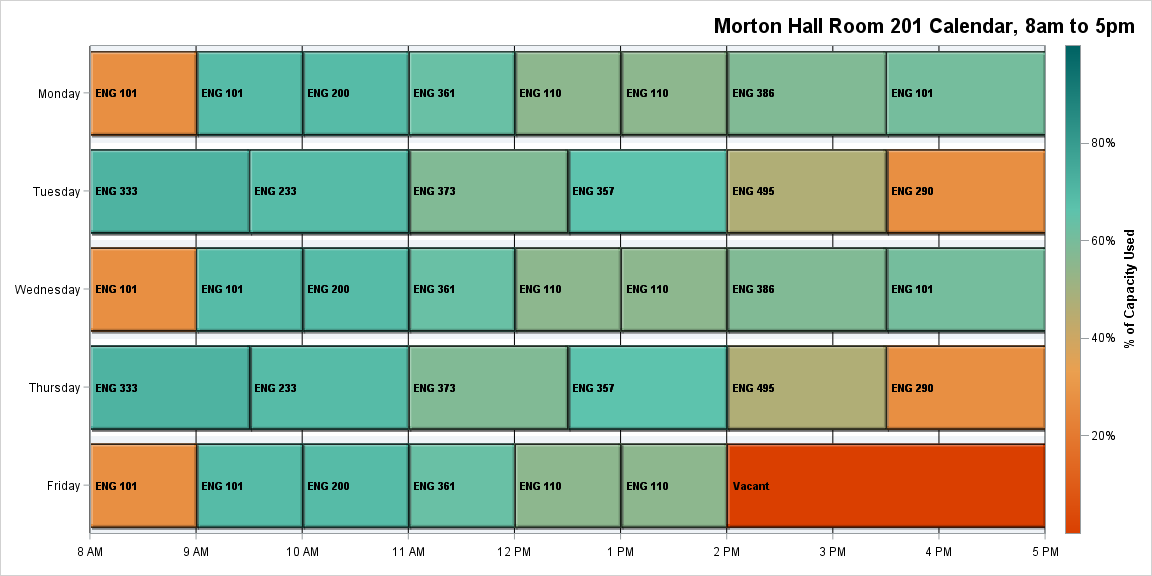 Morton Hall Room 201 Calendar, 8am to 5pm
Monday
ENG 101
ENG 101
ENG 200
ENG 361
ENG 110
ENG 110
ENG 386
ENG 101
Tuesday
ENG 333
ENG 233
ENG 373
ENG 357
ENG 495
ENG 290
Wednesday
ENG 101
ENG 101
ENG 200
ENG 361
ENG 110
ENG 110
ENG 386
ENG 101
Thursday
ENG 333
ENG 233
ENG 373
ENG 357
ENG 495
ENG 290
Friday
ENG 101
ENG 101
ENG 200
ENG 361
ENG 110
ENG 110
Vacant
8 AM
9 AM
10 AM
11 AM
12 PM
1 PM
2 PM
3 PM
4 PM
5 PM
80%
60%
40%
20%
% of Capacity Used